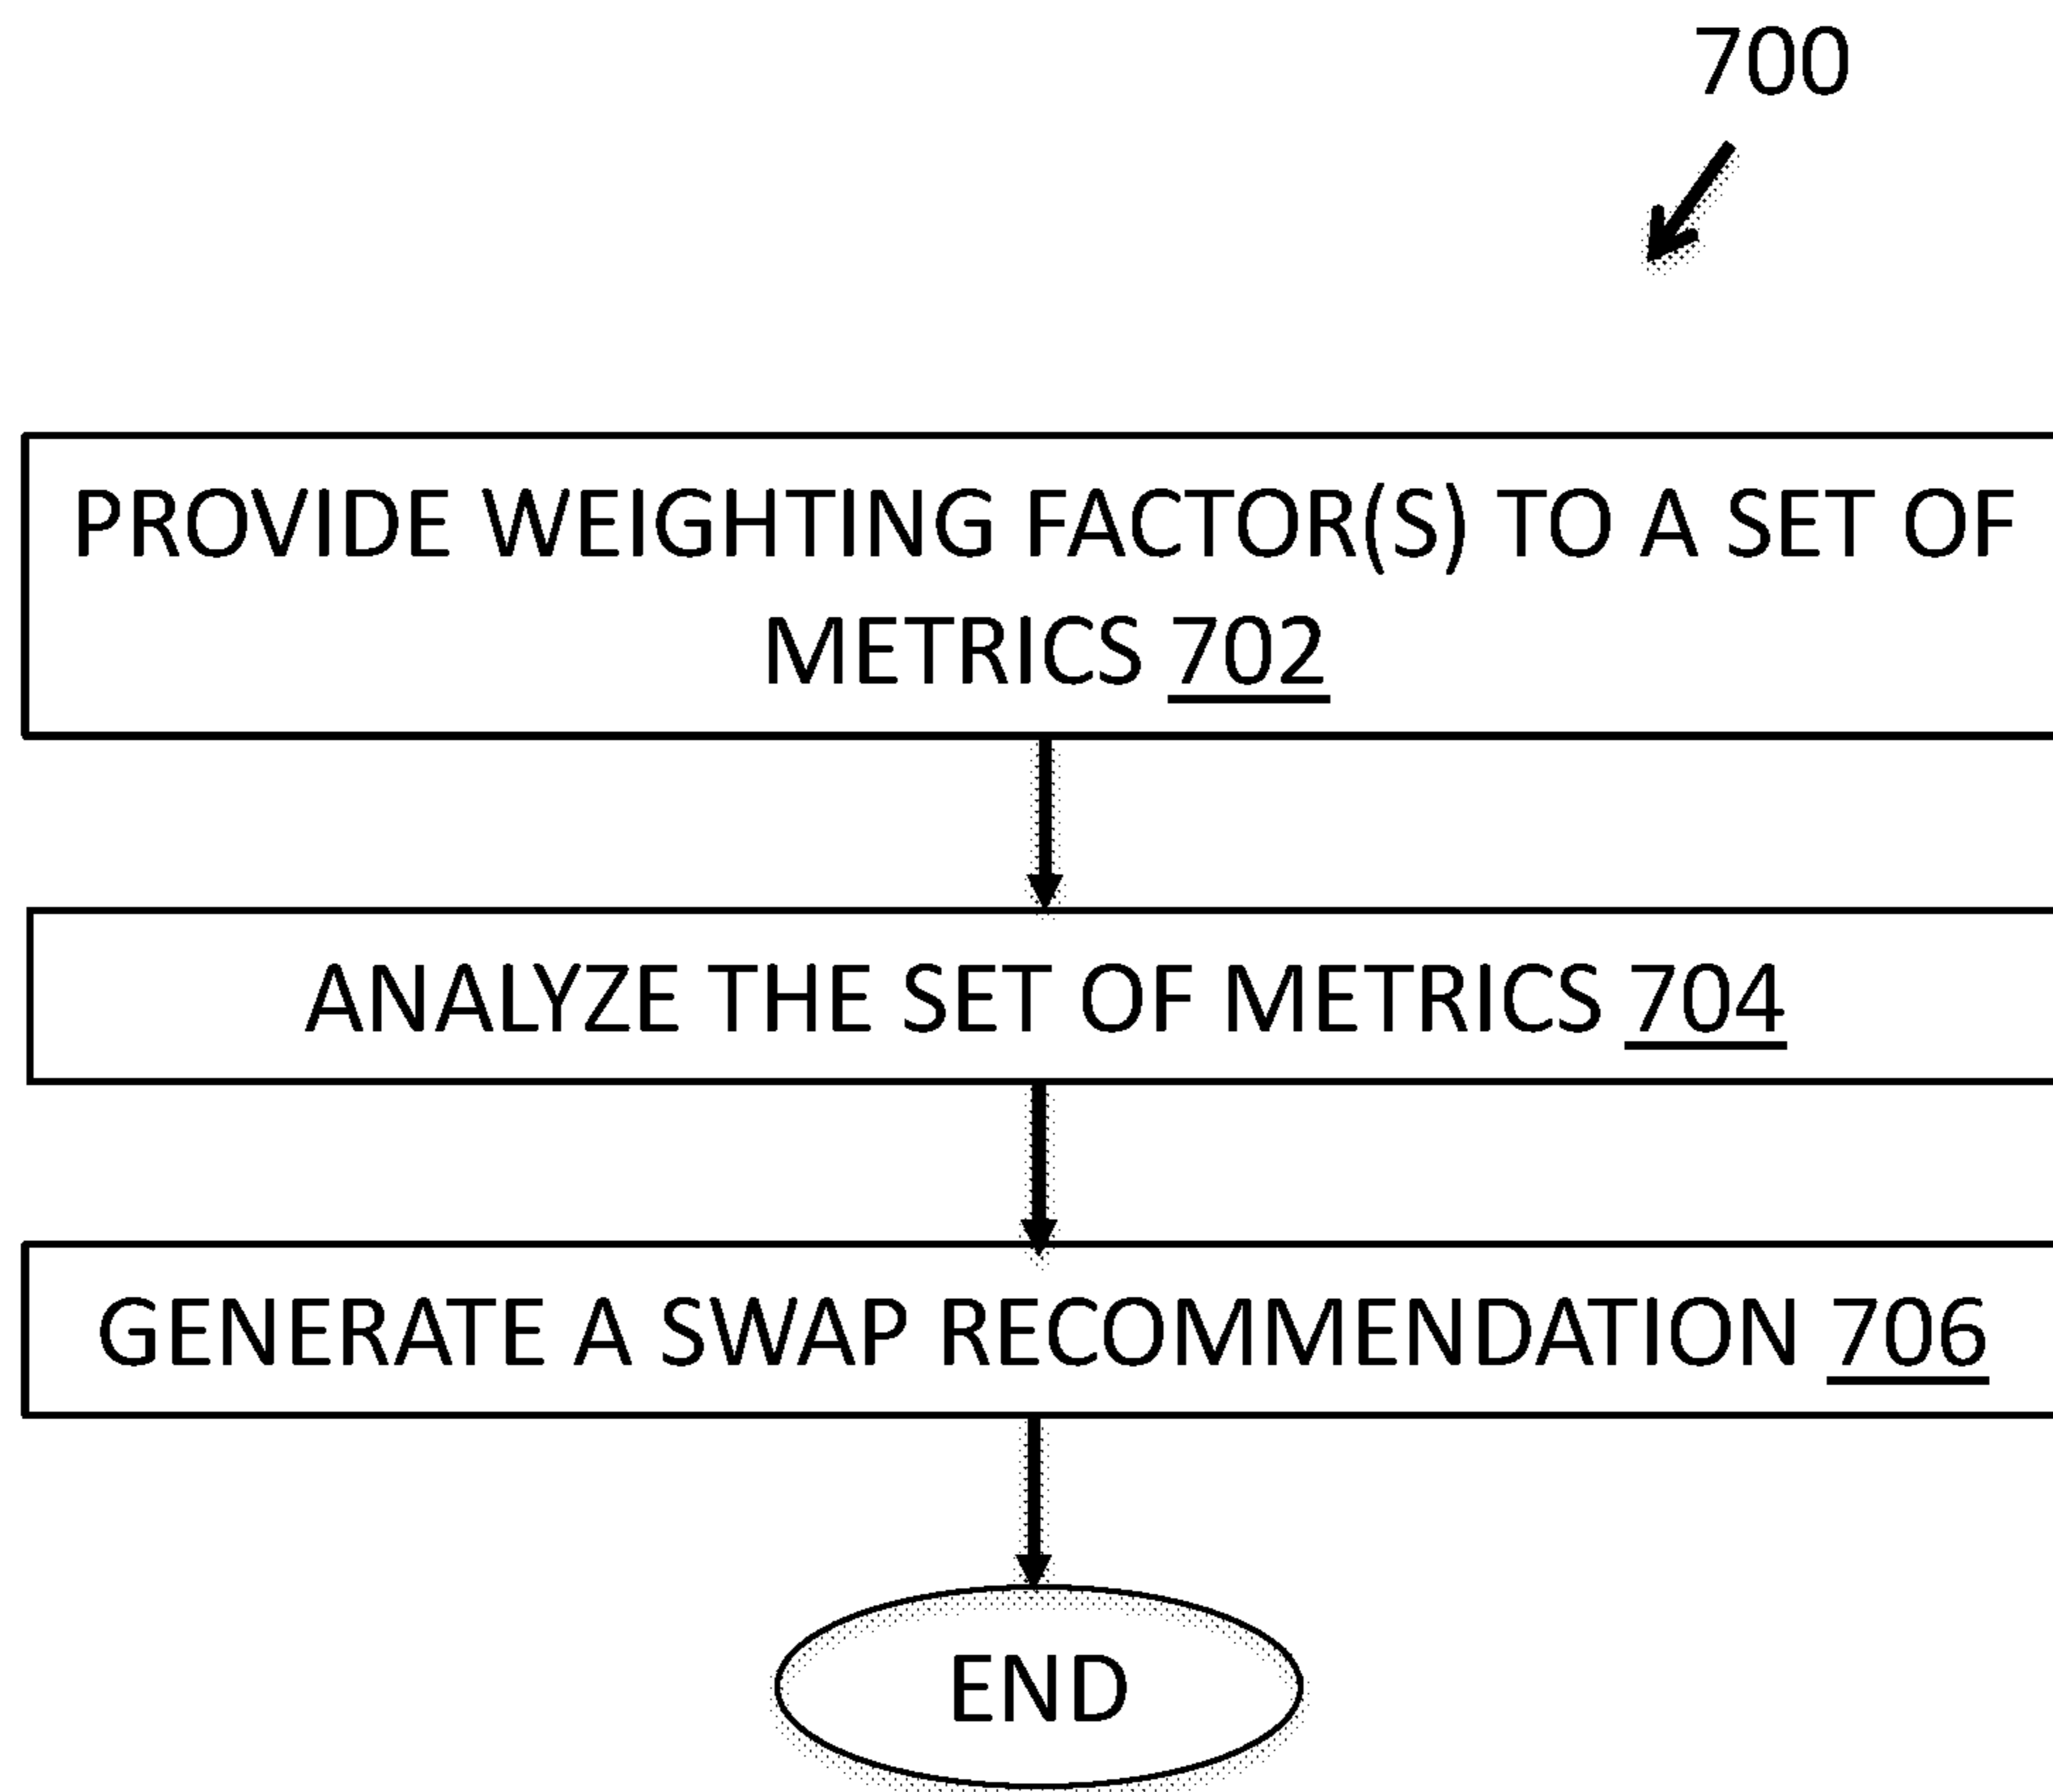 700
PROVIDE WEIGHTING FACTOR(S) TO A SET OF
METRICS 702
ANALYZE THE SET OF METRICS 704
GENERATE A SWAP RECOMMENDATION 706
END